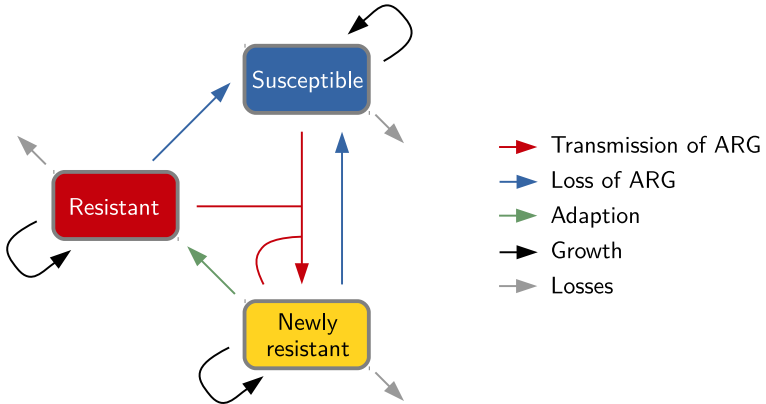 Susceptible
Resistant
Newly
resistant
Transmission of ARG
Loss of ARG
Adaption
Growth
Losses